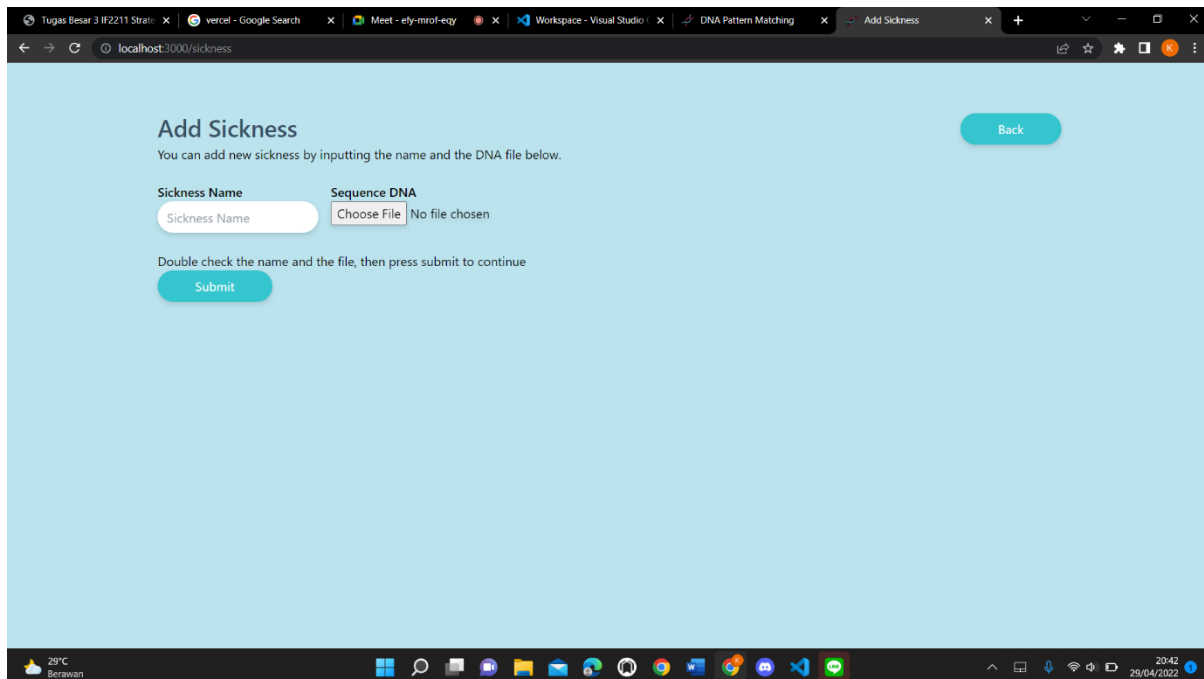 Tugas Besar 3 IF2211 Strate
vercel - Google Search
Meet - efy-mrof-eqy
Workspace - Visual Studio
DNA Pattern Matching
Add Sickness
localhost:3000/sickness
K
Add Sickness
Back
You can add new sickness by inputting the name and the DNA file below.
Sickness Name
Sequence DNA
Sickness Name
Choose File No file chosen
Double check the name and the file, then press submit to continue
Submit
29°C
Berawan
20:42
29/04/2022
1